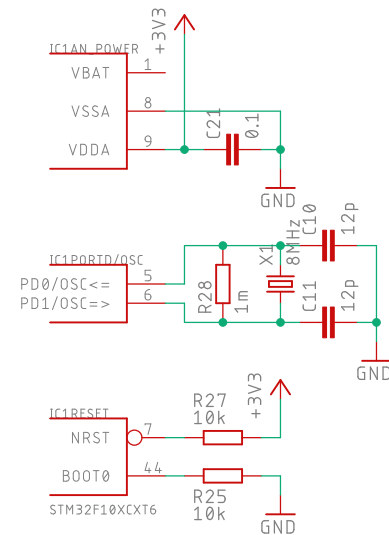 +3V3
IC1AN_POWER
VBAT 1
VSSA 8
VDDA 9
C21
0.1
GND
IC1PORTD/OSC
PD0/OSC<= 5
PD1/OSC=> 6
R28
1m
X1
8MHz
C10
12p
C11
12p
GND
IC1RESET
NRST 7
BOOT0 44
STM32F10XCXT6
R27
10k
+3V3
R25
10k
GND